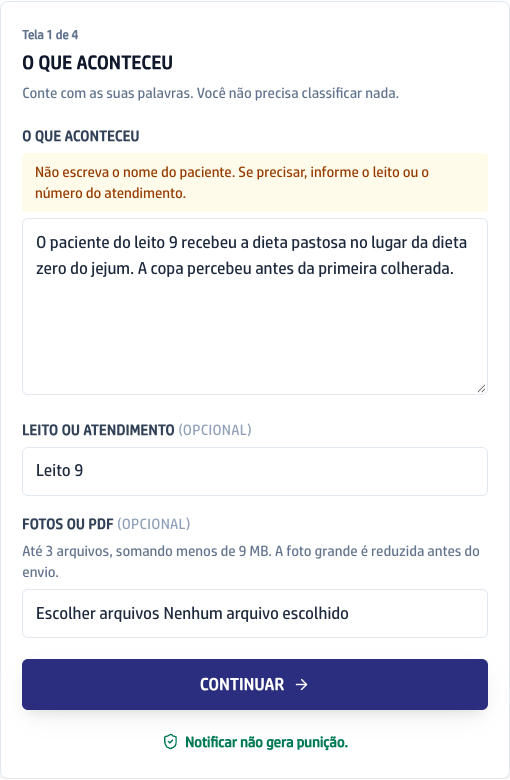 Tela 1 de 4
O QUE ACONTECEU
Conte com as suas palavras. Você não precisa classificar nada.
O QUE ACONTECEU
Não escreva o nome do paciente. Se precisar, informe o leito ou o
número do atendimento.
O paciente do leito 9 recebeu a dieta pastosa no lugar da dieta
zero do jejum. A copa percebeu antes da primeira colherada.
LEITO OU ATENDIMENTO (OPCIONAL)
Leito 9
FOTOS OU PDF (OPCIONAL)
Até 3 arquivos, somando menos de 9 MB. A foto grande é reduzida antes do
envio.
Escolher arquivos Nenhum arquivo escolhido
CONTINUAR →
Notificar não gera punição.